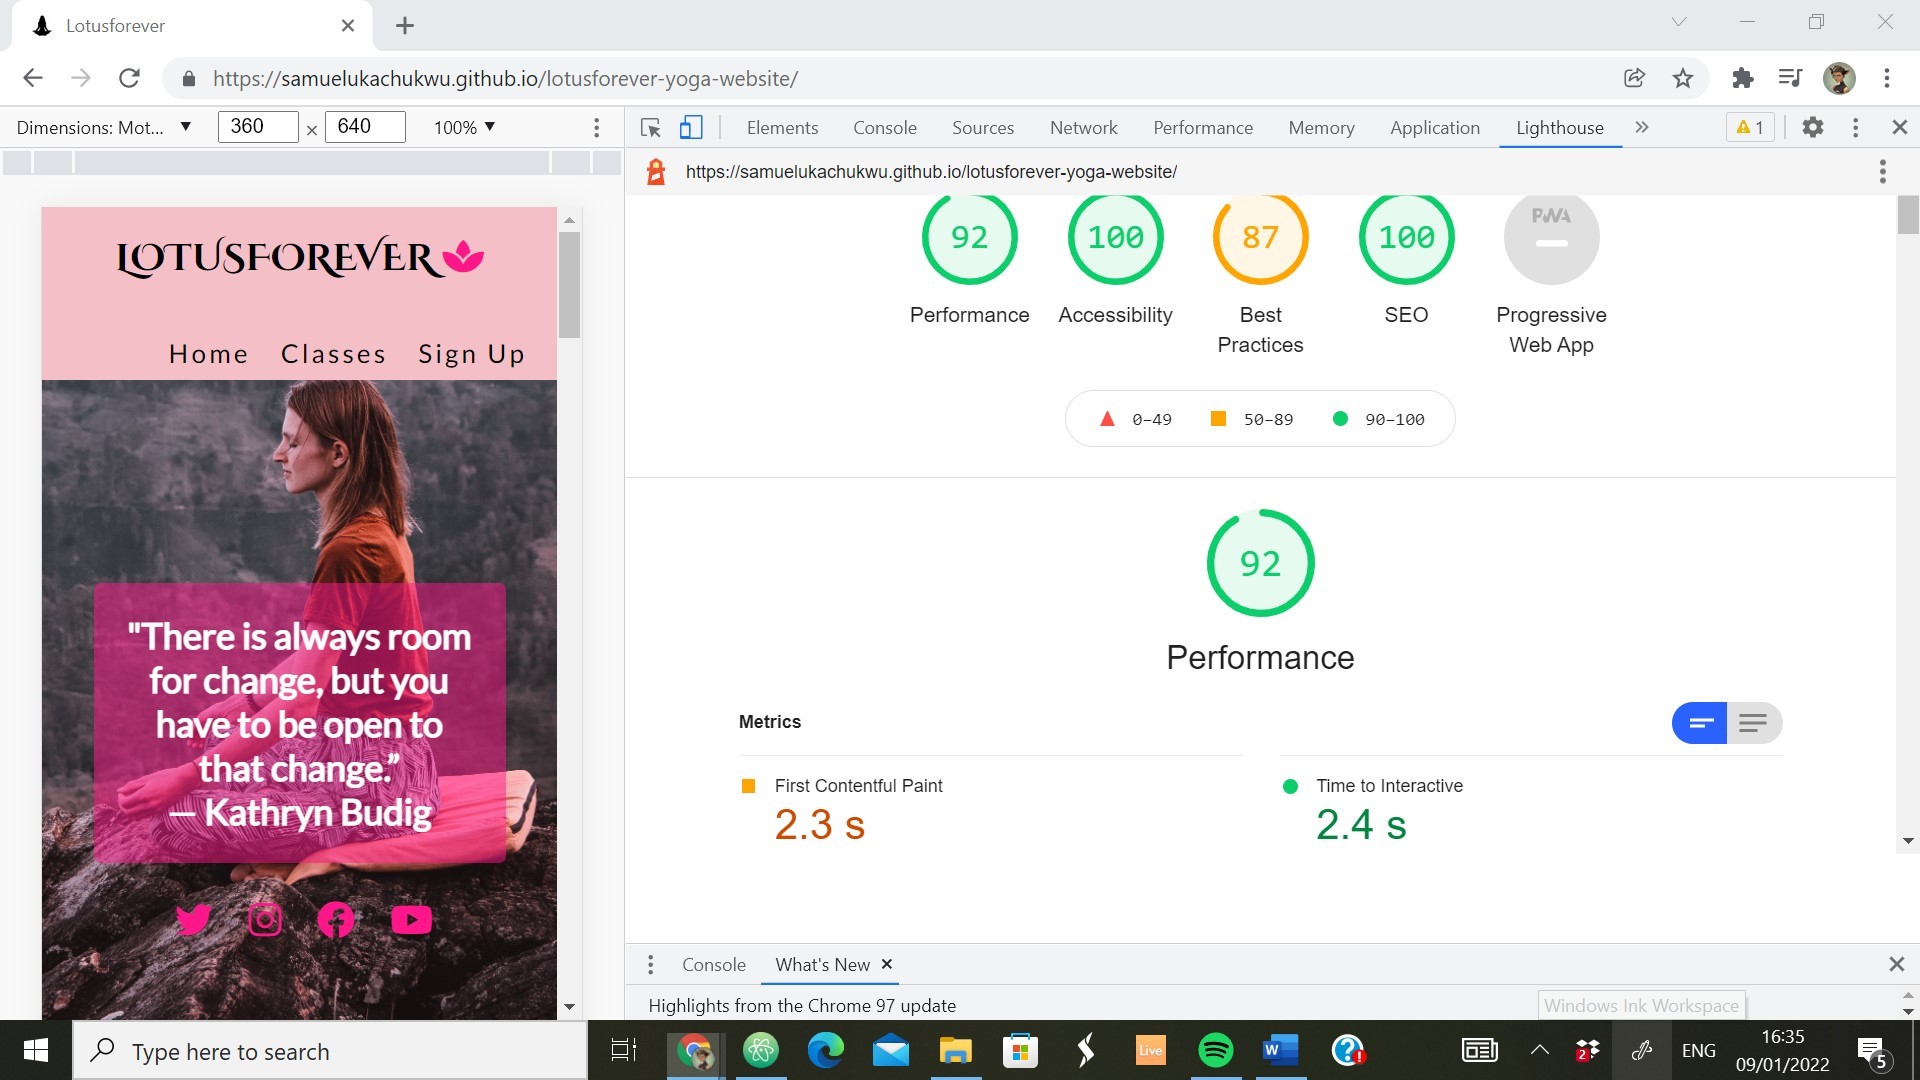 Lotusforever
https://samuelukachukwu.github.io/lotusforever-yoga-website/
Dimensions: Mot... ▼ 360 × 640 100% ▼
Elements Console Sources Network Performance Memory Application Lighthouse » 1
https://samuelukachukwu.github.io/lotusforever-yoga-website/
LOTUSFOREVER
Home Classes Sign Up
"There is always room
for change, but you
have to be open to
that change.”
— Kathryn Budig
92 100 87 100 PWA
Performance Accessibility Best Practices SEO Progressive Web App
0–49 50–89 90–100
92
Performance
Metrics
First Contentful Paint
2.3 s
Time to Interactive
2.4 s
Console What's New
Highlights from the Chrome 97 update
Windows Ink Workspace
Type here to search
Live
W
2
ENG
16:35
09/01/2022
5